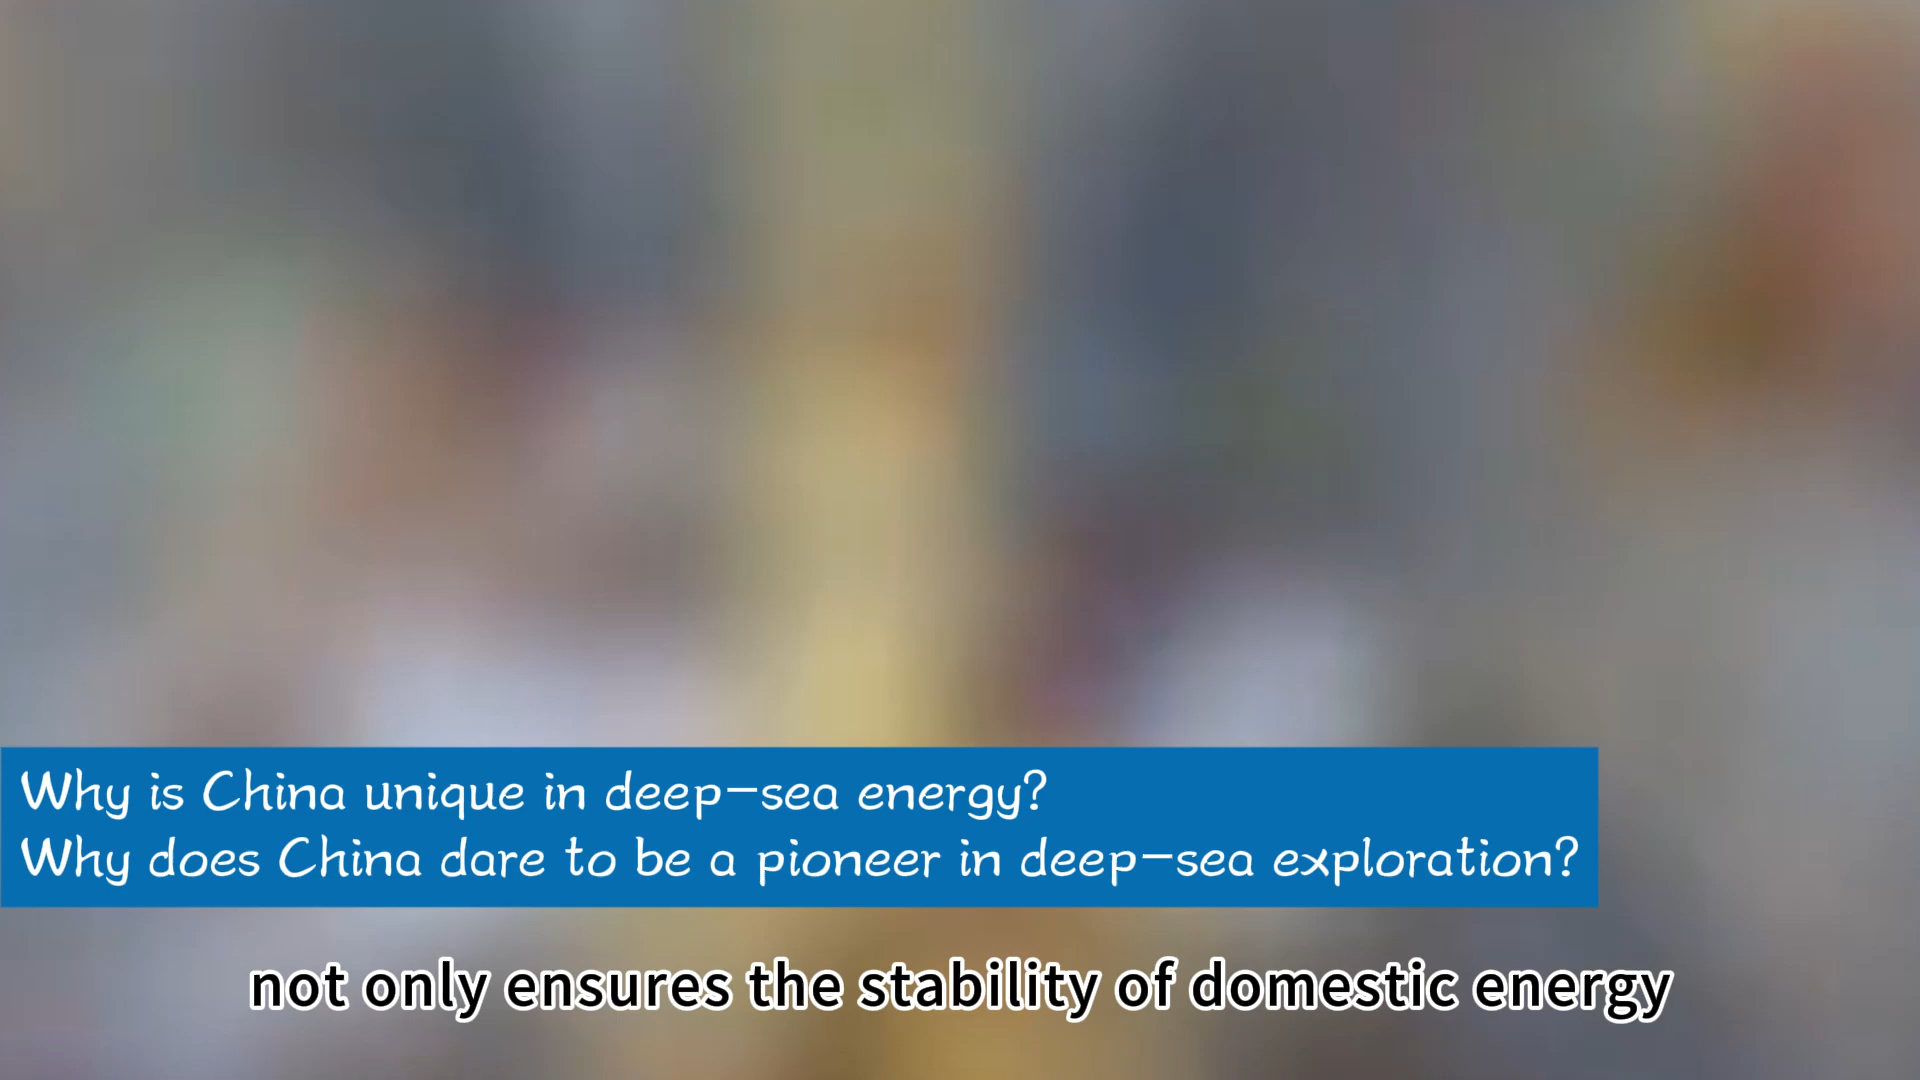 Why is China unique in deep-sea energy?
Why does China dare to be a pioneer in deep-sea exploration?
not only ensures the stability of domestic energy